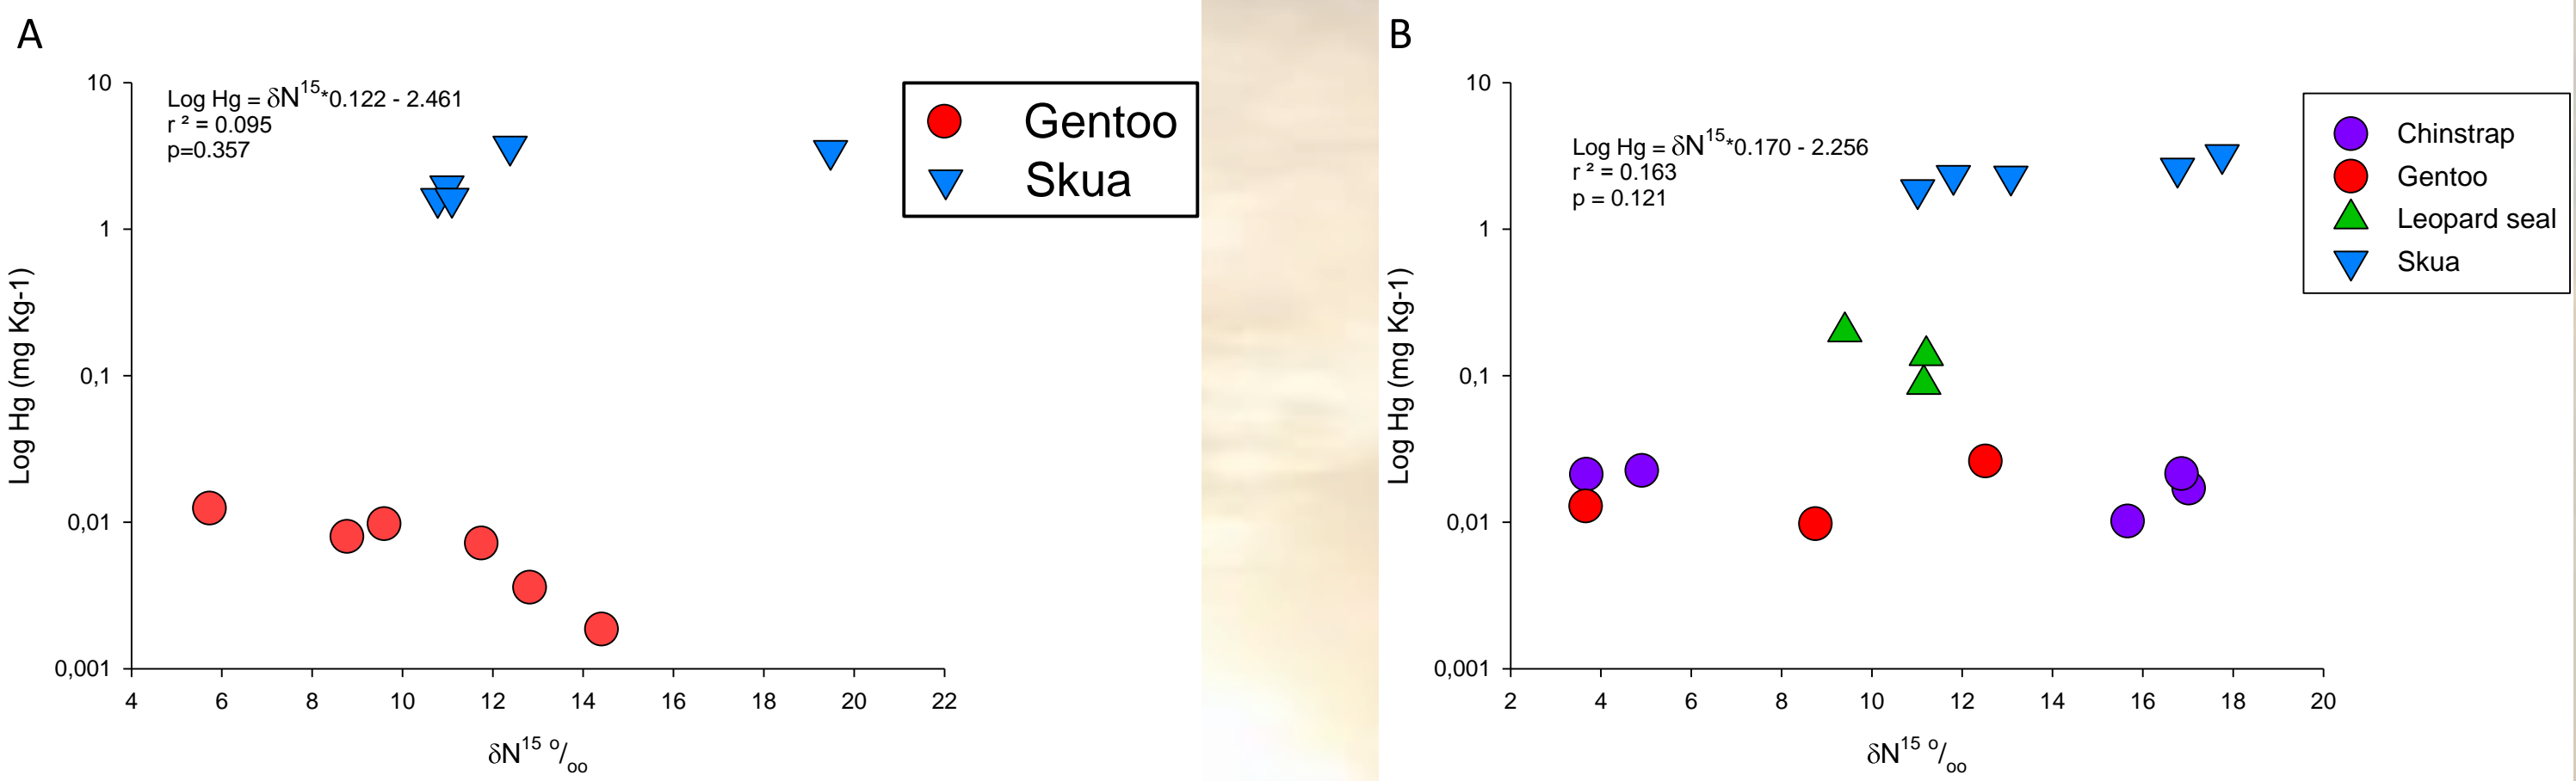 A
Log Hg = δN15*0.122 - 2.461
r ² = 0.095
p=0.357
Gentoo
Skua
10
1
0,1
0,01
0,001
Log Hg (mg Kg-1)
4 6 8 10 12 14 16 18 20 22
δN15 o/oo
B
Log Hg = δN15*0.170 - 2.256
r ² = 0.163
p = 0.121
Chinstrap
Gentoo
Leopard seal
Skua
10
1
0,1
0,01
0,001
Log Hg (mg Kg-1)
2 4 6 8 10 12 14 16 18 20
δN15 o/oo